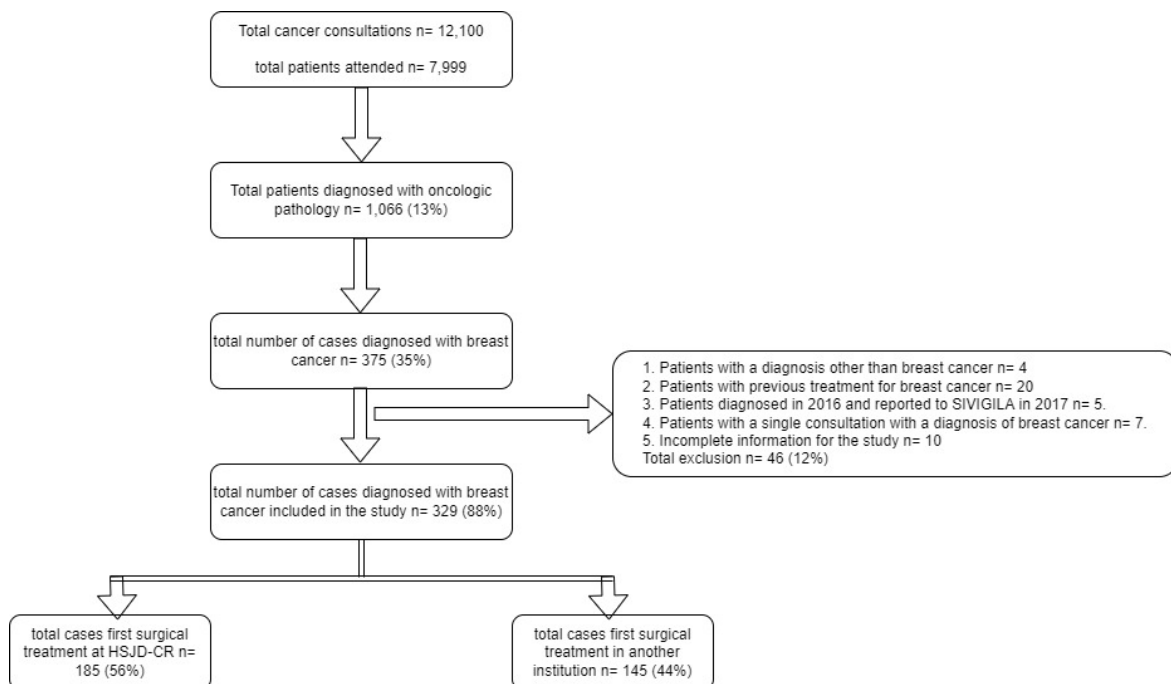 Total cancer consultations n= 12,100
total patients attended n= 7,999
Total patients diagnosed with oncologic
pathology n= 1,066 (13%)
total number of cases diagnosed with breast
cancer n= 375 (35%)
1. Patients with a diagnosis other than breast cancer n= 4
2. Patients with previous treatment for breast cancer n= 20
3. Patients diagnosed in 2016 and reported to SIVIGILA in 2017 n= 5.
4. Patients with a single consultation with a diagnosis of breast cancer n= 7.
5. Incomplete information for the study n= 10
Total exclusion n= 46 (12%)
total number of cases diagnosed with breast
cancer included in the study n= 329 (88%)
total cases first surgical
treatment at HSJD-CR n=
185 (56%)
total cases first surgical
treatment in another
institution n= 145 (44%)